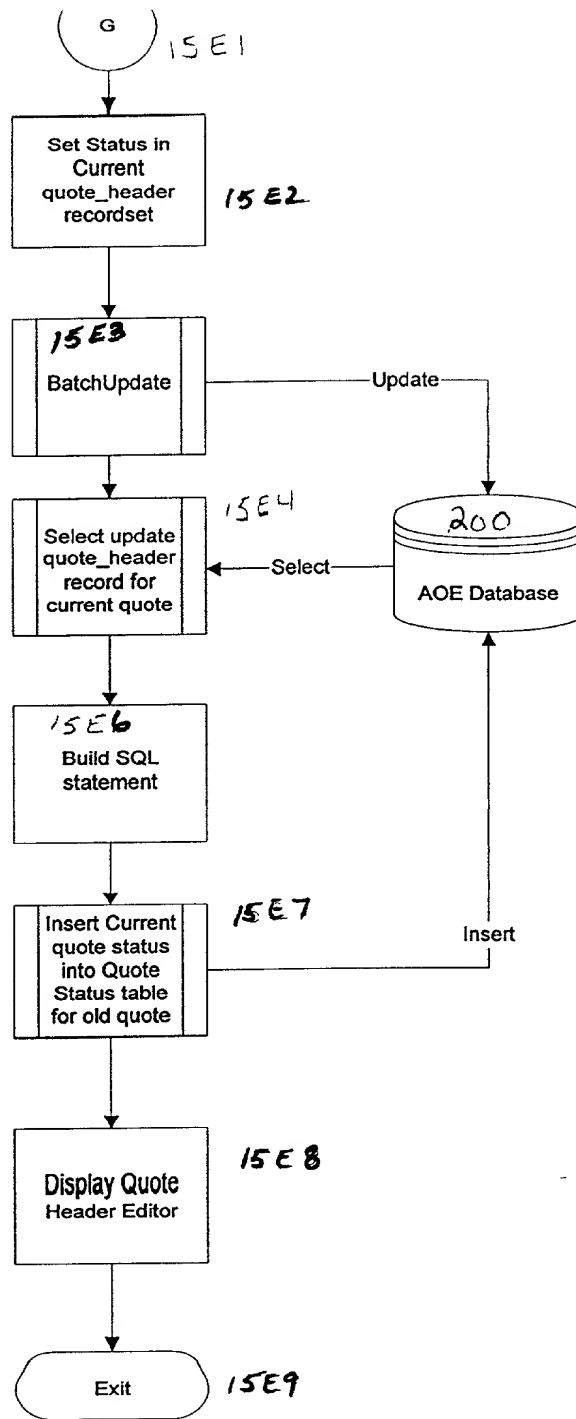 G
15E1
Set Status in
Current
quote_header
recordset
15E2
15E3
BatchUpdate
Update
15E4
Select update
quote_header
record for
current quote
Select
200
AOE Database
15E6
Build SQL
statement
15E7
Insert Current
quote status
into Quote
Status table
for old quote
Insert
15E8
Display Quote
Header Editor
Exit
15E9